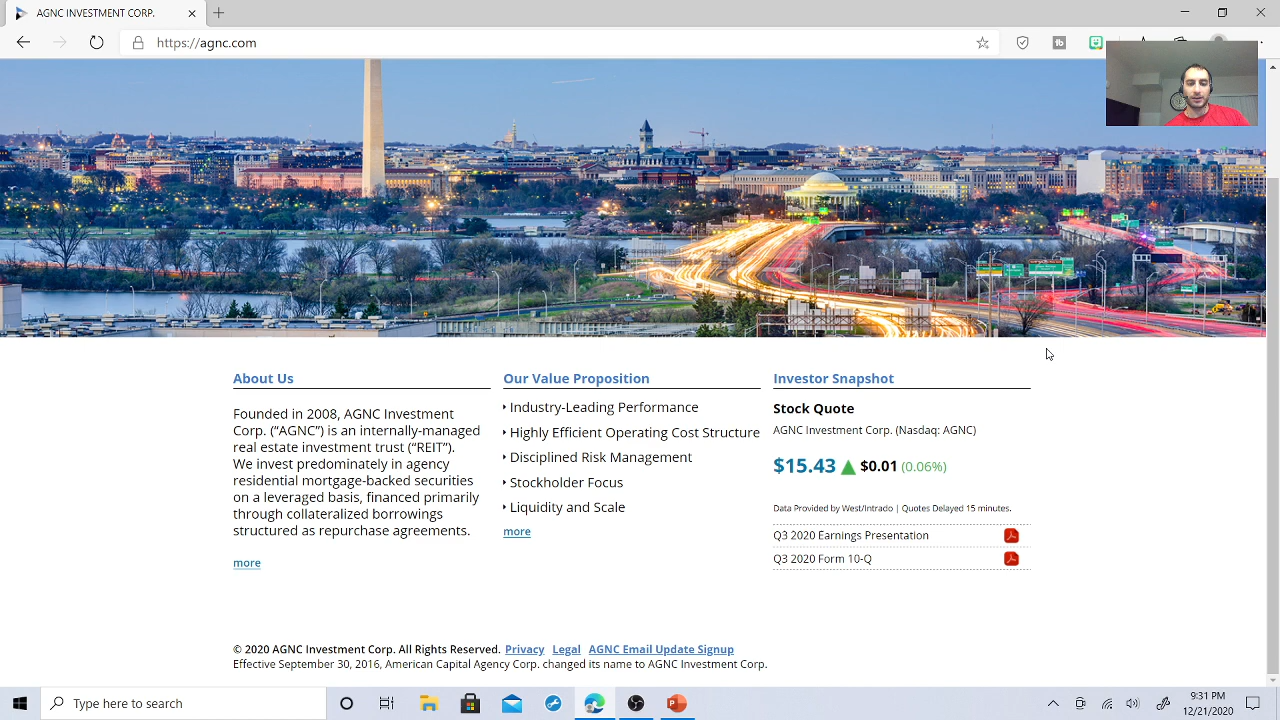 AGNC INVESTMENT CORP.
https://agnc.com
About Us
Founded in 2008, AGNC Investment
Corp. (“AGNC”) is an internally-managed
real estate investment trust (“REIT”).
We invest predominately in agency
residential mortgage-backed securities
on a leveraged basis, financed primarily
through collateralized borrowings
structured as repurchase agreements.
more
Our Value Proposition
Industry-Leading Performance
Highly Efficient Operating Cost Structure
Disciplined Risk Management
Stockholder Focus
Liquidity and Scale
more
Investor Snapshot
Stock Quote
AGNC Investment Corp. (Nasdaq: AGNC)
$15.43 ▲ $0.01 (0.06%)
Data Provided by West/Intrado | Quotes Delayed 15 minutes.
Q3 2020 Earnings Presentation
Q3 2020 Form 10-Q
© 2020 AGNC Investment Corp. All Rights Reserved. Privacy Legal AGNC Email Update Signup
Effective September 30, 2016, American Capital Agency Corp. changed its name to AGNC Investment Corp.
Type here to search
9:31 PM
12/21/2020